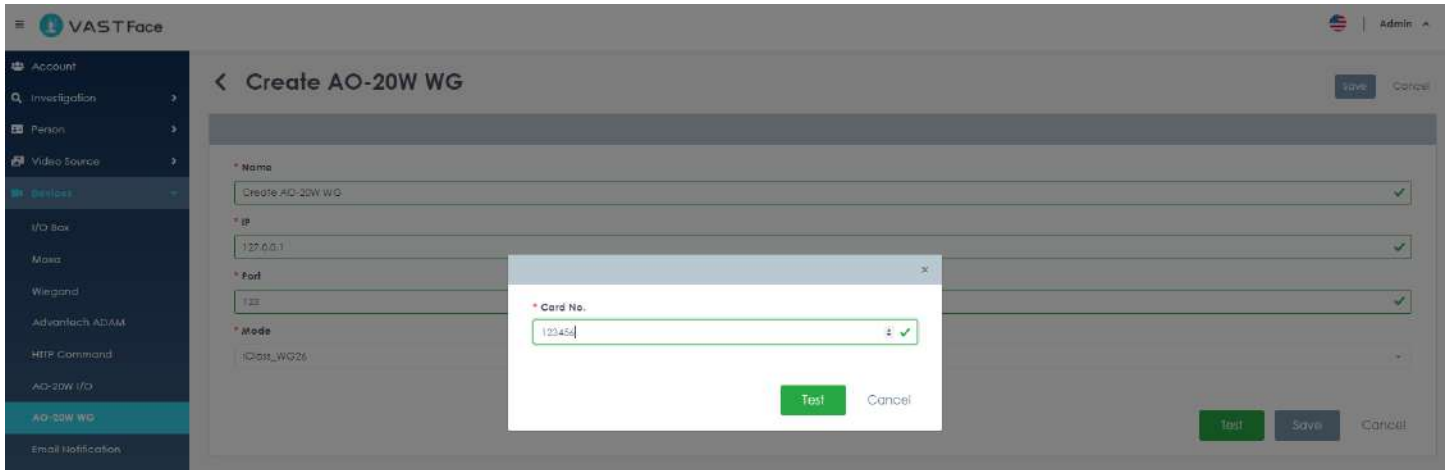 VASTFace
Admin
Account
Investigation
Person
Video Source
Devices
I/O Box
Moxa
Wiegand
Advantech ADAM
HTTP Command
AO-20W I/O
AO-20W WG
Email Notification
Create AO-20W WG
Save Cancel
* Name
Create AO-20W WG
* IP
127.0.0.1
* Port
123
* Mode
iClass_WG26
Test Save Cancel
×
* Card No.
123456
Test Cancel